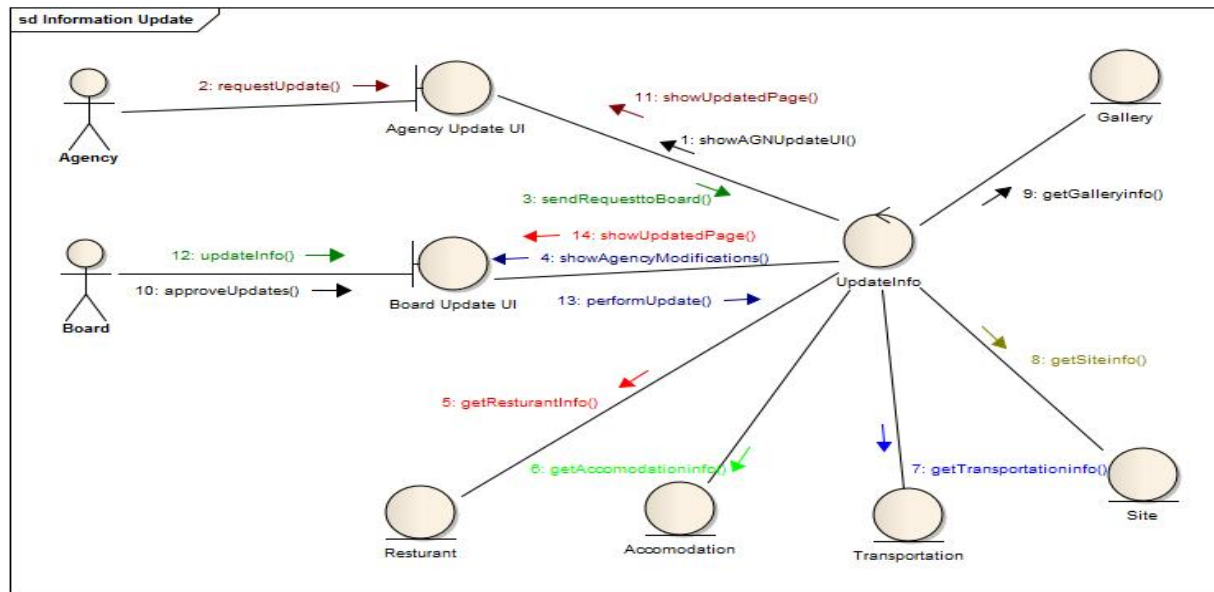 sd Information Update
2: requestUpdate()
11: showUpdatedPage()
Agency Update UI
Gallery
1: showAGNUpdateUI()
Agency
3: sendRequesttoBoard()
9: getGalleryinfo()
14: showUpdatedPage()
12: updateInfo()
4: showAgencyModifications()
10: approveUpdates()
UpdateInfo
Board Update UI
13: performUpdate()
Board
8: getSiteinfo()
5: getResturantInfo()
6: getAccomodationinfo()
7: getTransportationinfo()
Site
Resturant
Accomodation
Transportation